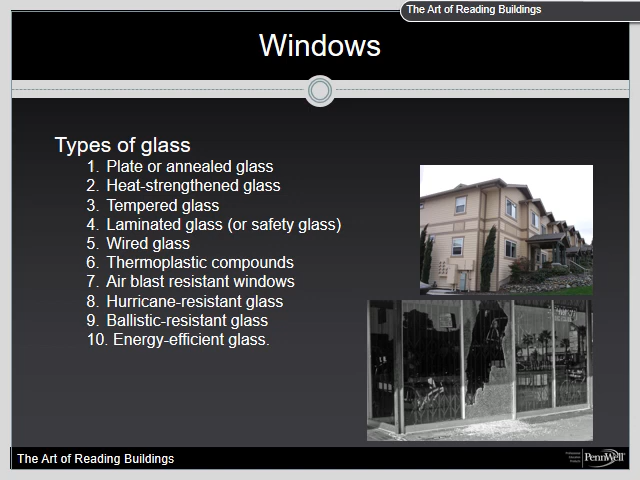 The Art of Reading Buildings
Windows
Types of glass
1. Plate or annealed glass
2. Heat-strengthened glass
3. Tempered glass
4. Laminated glass (or safety glass)
5. Wired glass
6. Thermoplastic compounds
7. Air blast resistant windows
8. Hurricane-resistant glass
9. Ballistic-resistant glass
10. Energy-efficient glass.
The Art of Reading Buildings
PennWell